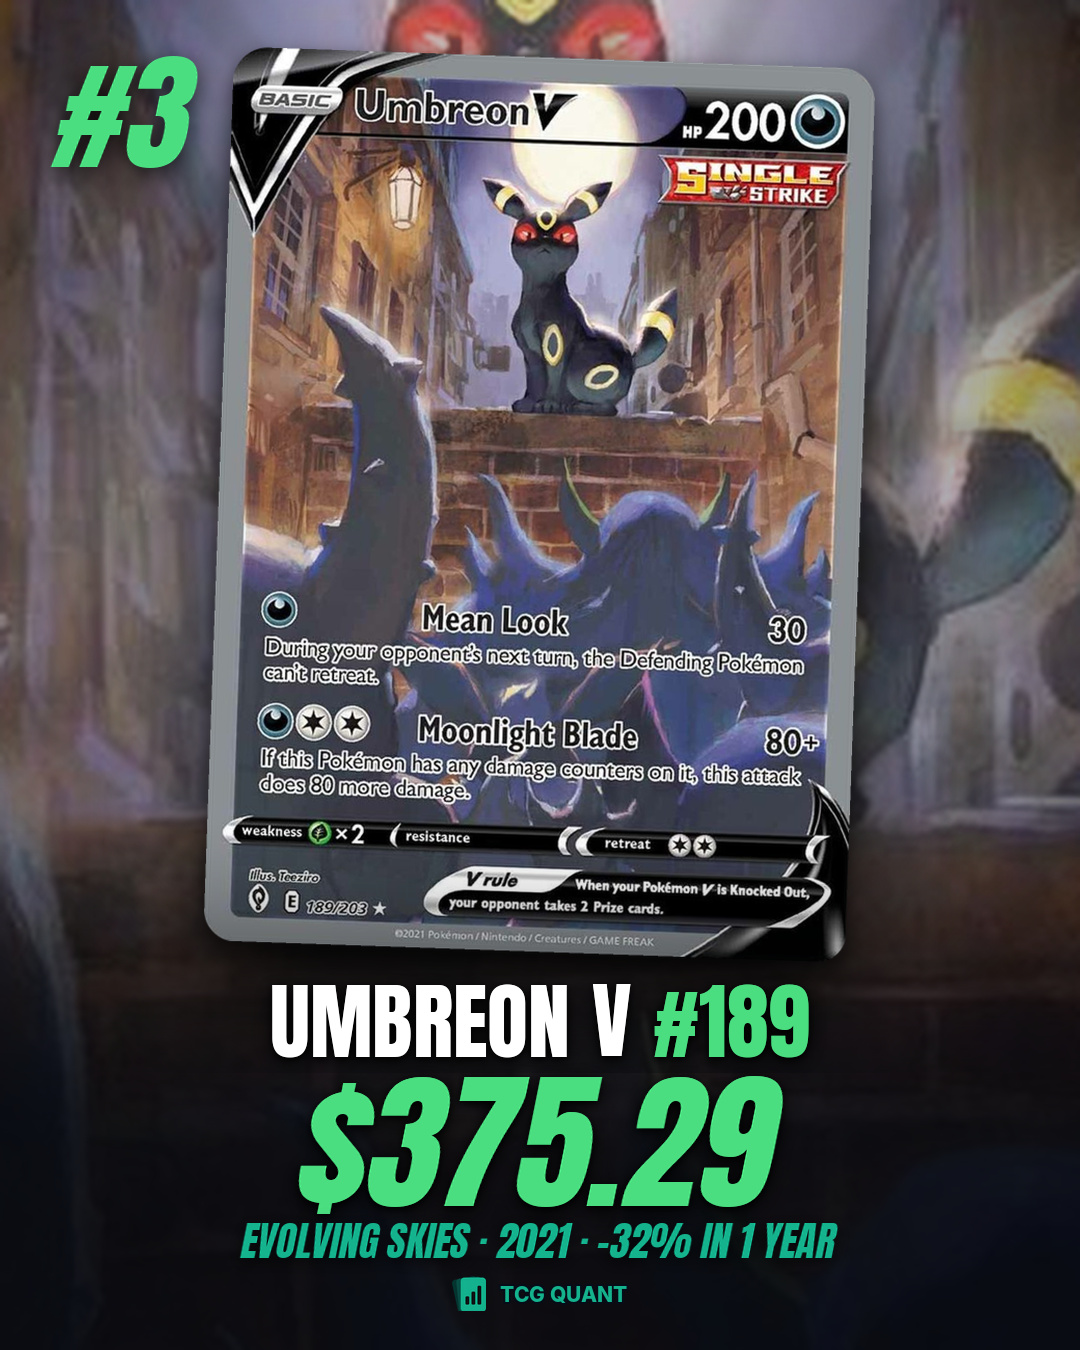 #3
BASIC Umbreon V HP 200
SINGLE STRIKE
Mean Look 30
During your opponent's next turn, the Defending Pokémon
can't retreat.
Moonlight Blade 80+
If this Pokémon has any damage counters on it, this attack
does 80 more damage.
weakness ×2 resistance retreat
Illus. Teeziro
V rule When your Pokémon V is Knocked Out,
your opponent takes 2 Prize cards.
E 189/203 ★
©2021 Pokémon / Nintendo / Creatures / GAME FREAK
UMBREON V #189
$375.29
EVOLVING SKIES · 2021 · -32% IN 1 YEAR
TCG QUANT